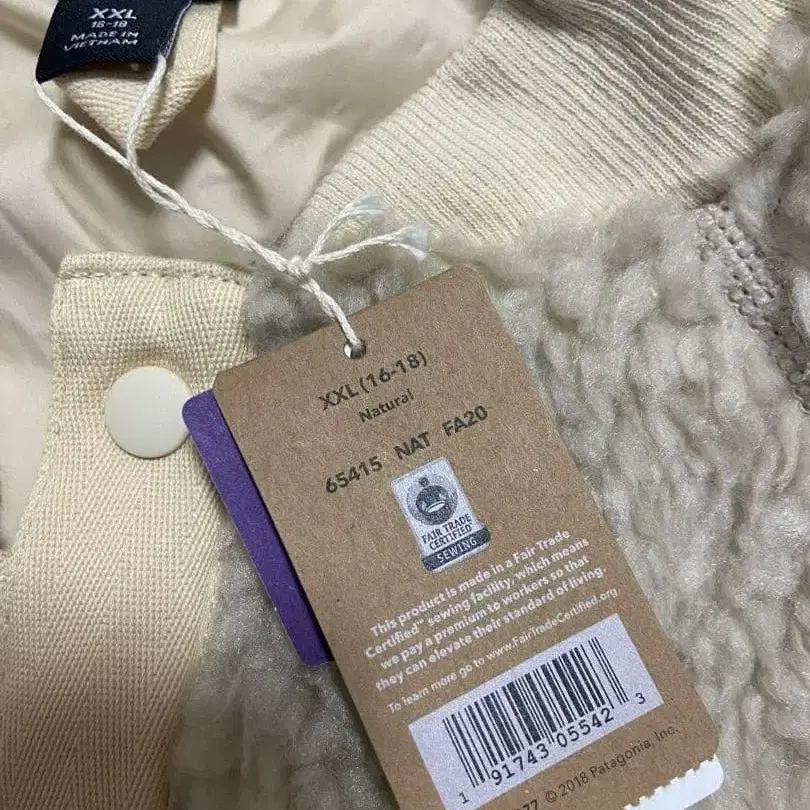 XXL
16-18
MADE IN
VIETNAM
XXL (16-18)
Natural
65415 NAT FA20
FAIR TRADE
CERTIFIED
SEWING
This product is made in a Fair Trade
Certified™ sewing facility, which means
we pay a premium to workers so that
they can elevate their standard of living.
To learn more go to www.FairTradeCertified.org
1 91743 05542 3
© 2018 Patagonia, Inc.